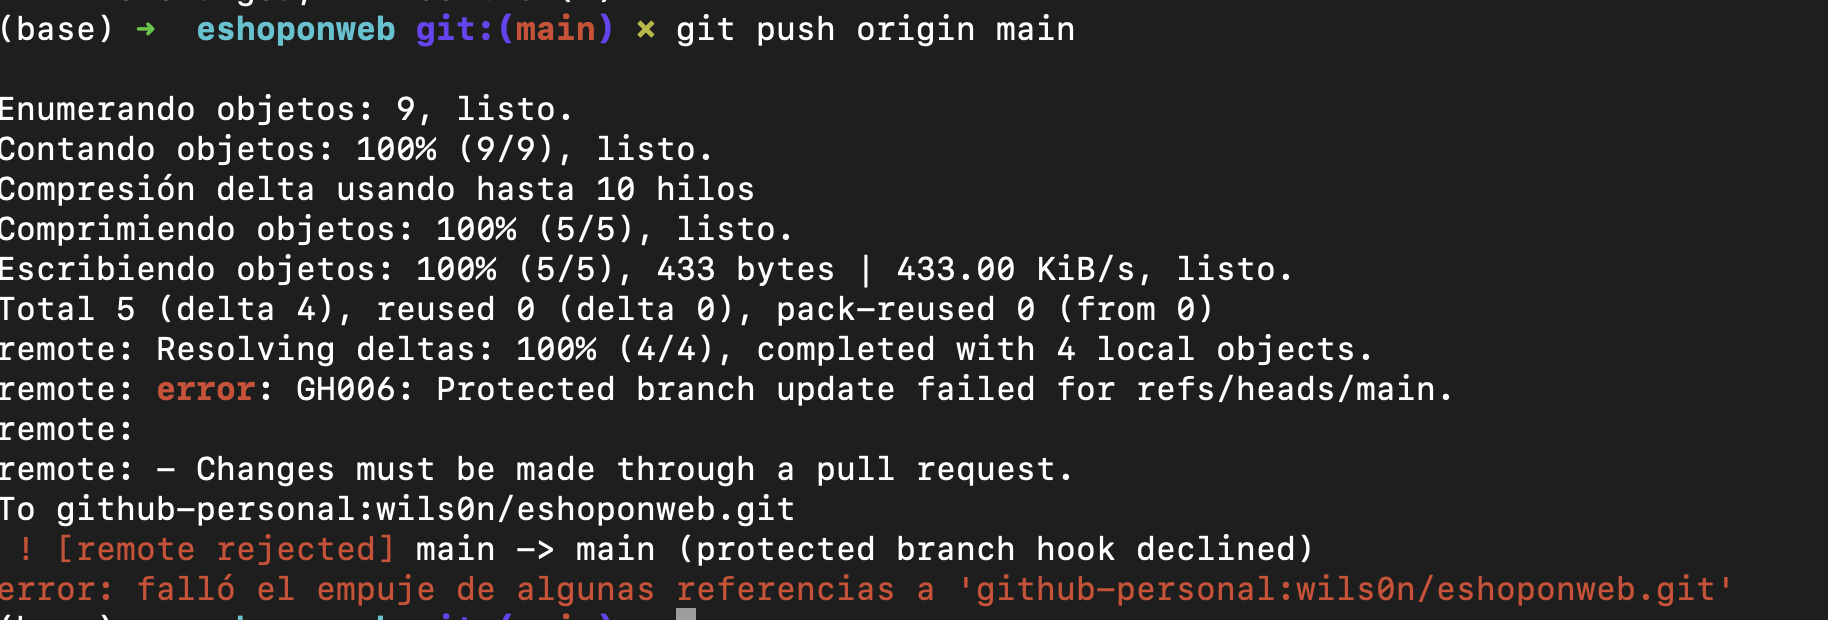 (base) ➜ eshoponweb git:(main) ✗ git push origin main
Enumerando objetos: 9, listo.
Contando objetos: 100% (9/9), listo.
Compresión delta usando hasta 10 hilos
Comprimiendo objetos: 100% (5/5), listo.
Escribiendo objetos: 100% (5/5), 433 bytes | 433.00 KiB/s, listo.
Total 5 (delta 4), reused 0 (delta 0), pack-reused 0 (from 0)
remote: Resolving deltas: 100% (4/4), completed with 4 local objects.
remote: error: GH006: Protected branch update failed for refs/heads/main.
remote:
remote: - Changes must be made through a pull request.
To github-personal:wils0n/eshoponweb.git
! [remote rejected] main -> main (protected branch hook declined)
error: falló el empuje de algunas referencias a 'github-personal:wils0n/eshoponweb.git'